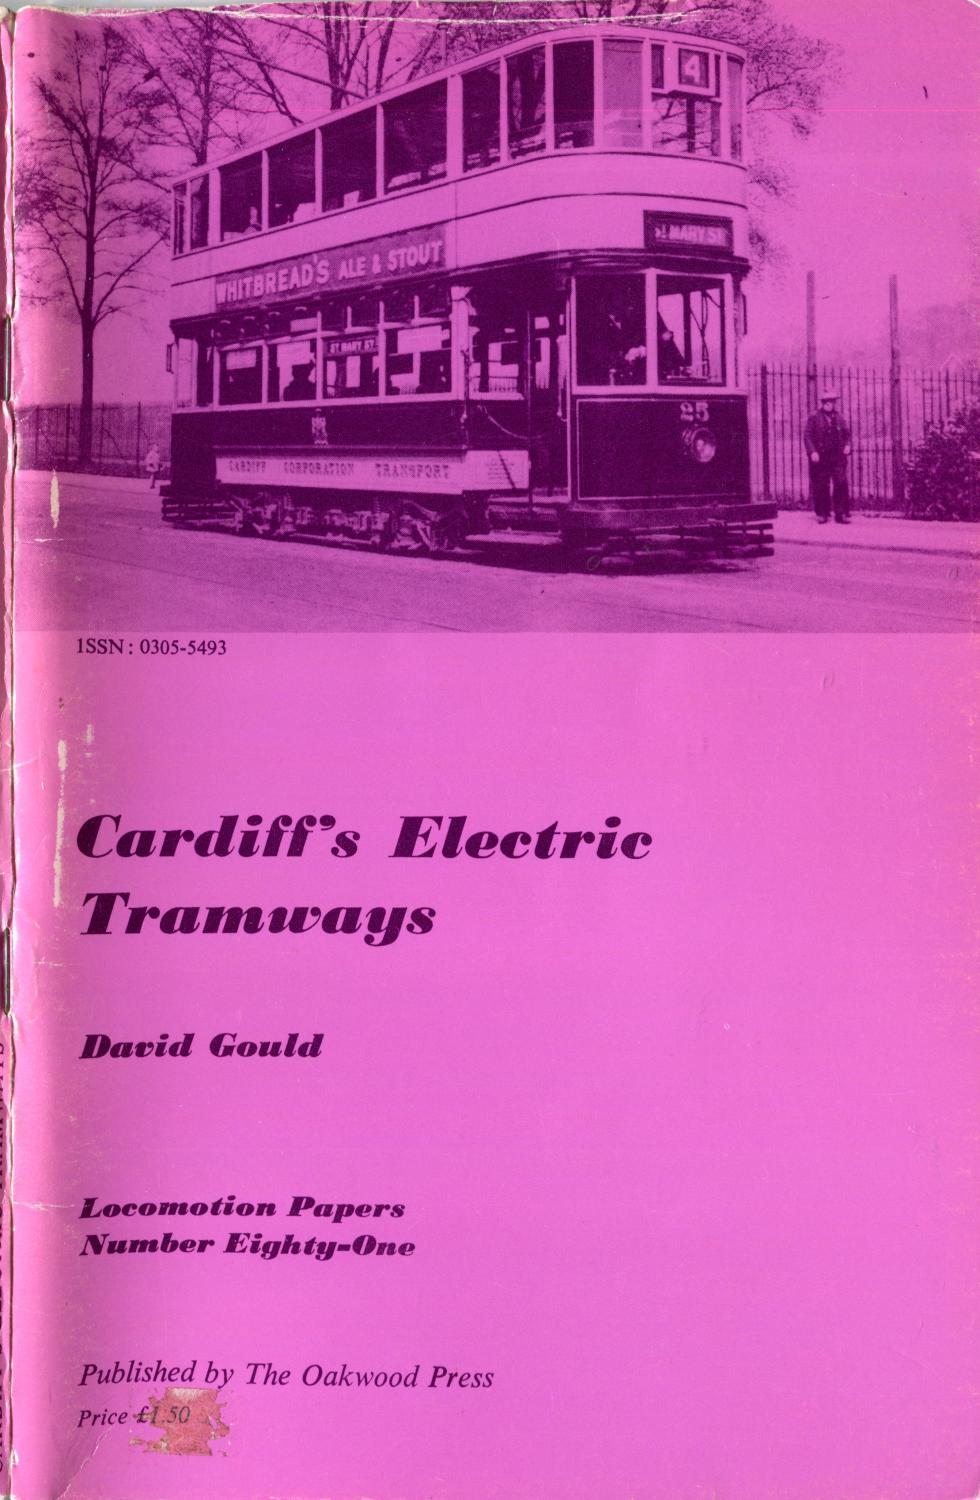 4
St MARY ST
WHITBREAD'S ALE & STOUT
ST. MARY ST.
25
CARDIFF CORPORATION TRANSPORT
ISSN: 0305-5493
Cardiff's Electric
Tramways
David Gould
Locomotion Papers
Number Eighty-One
Published by The Oakwood Press
Price £1.50